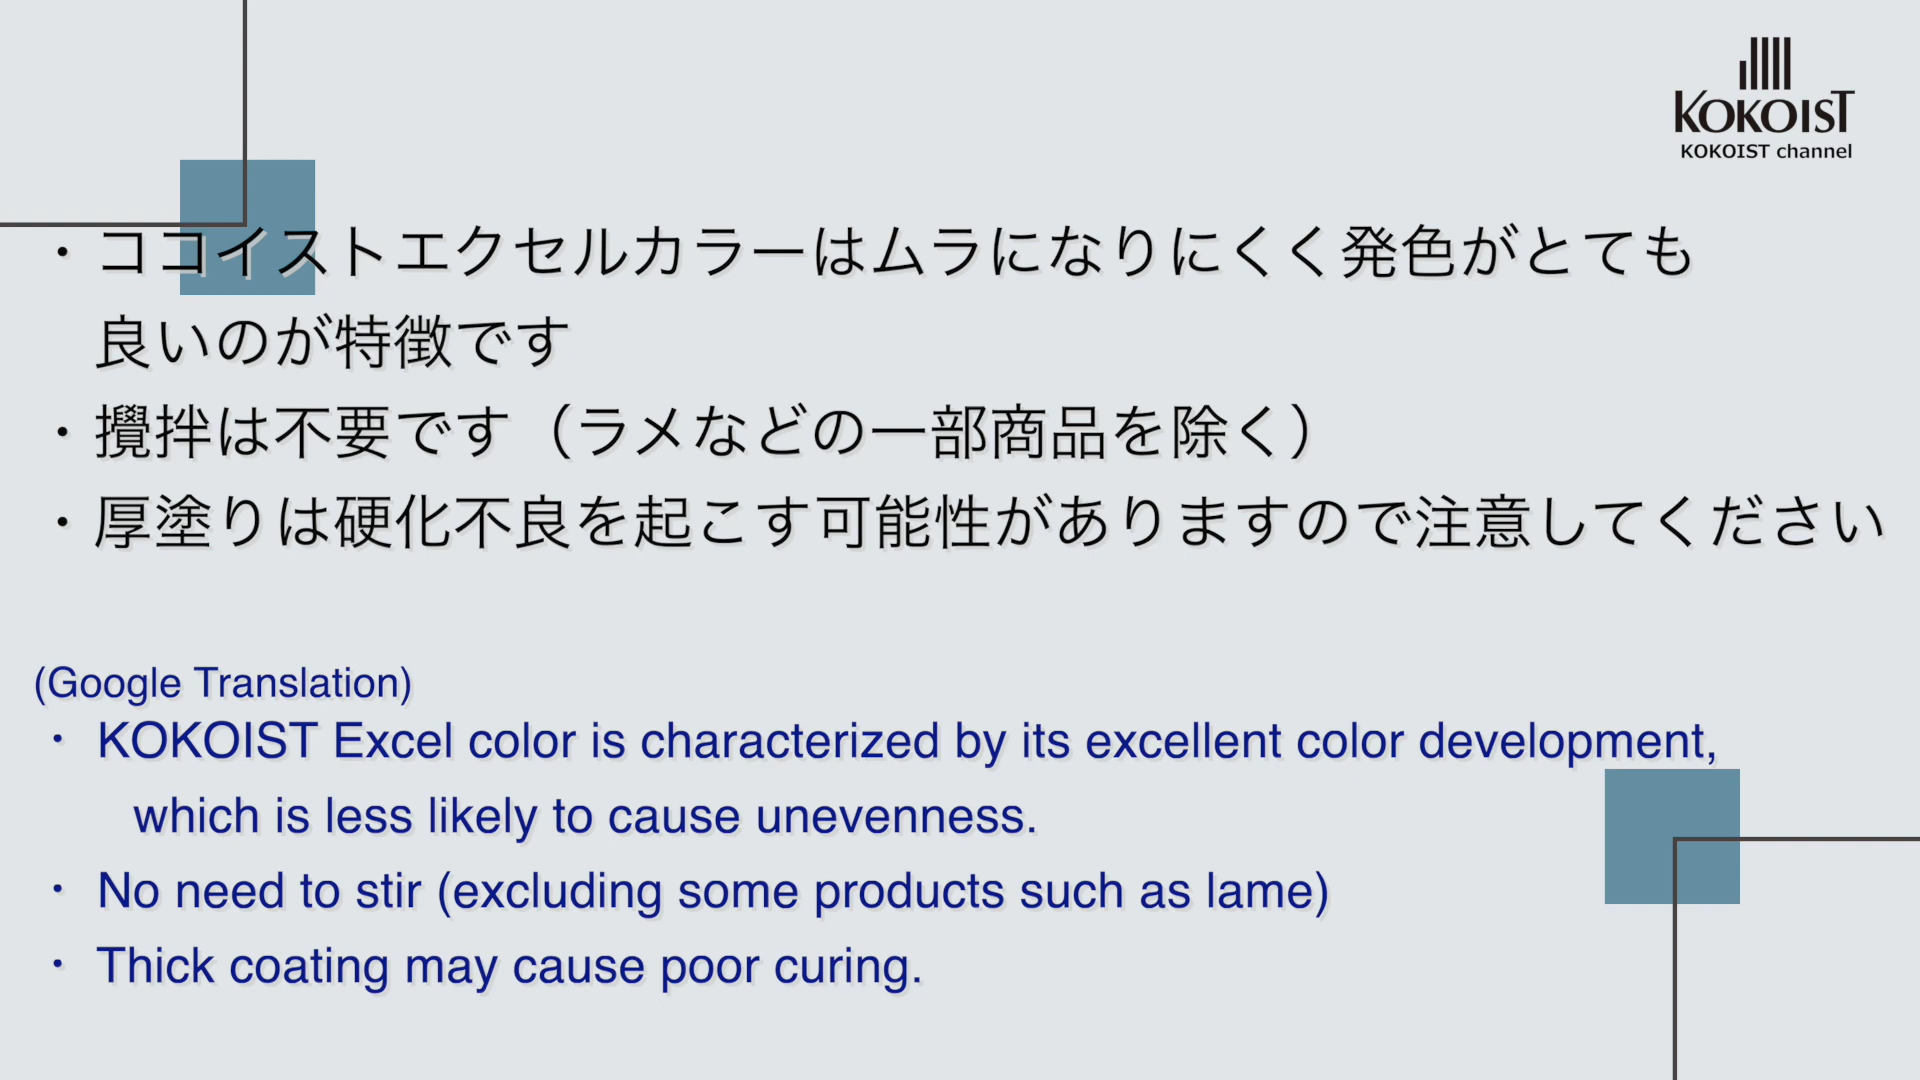 KOKOIST
KOKOIST channel
・ココイストエクセルカラーはムラになりにくく発色がとても
良いのが特徴です
・攪拌は不要です（ラメなどの一部商品を除く）
・厚塗りは硬化不良を起こす可能性がありますので注意してください
(Google Translation)
・ KOKOIST Excel color is characterized by its excellent color development,
which is less likely to cause unevenness.
・ No need to stir (excluding some products such as lame)
・ Thick coating may cause poor curing.